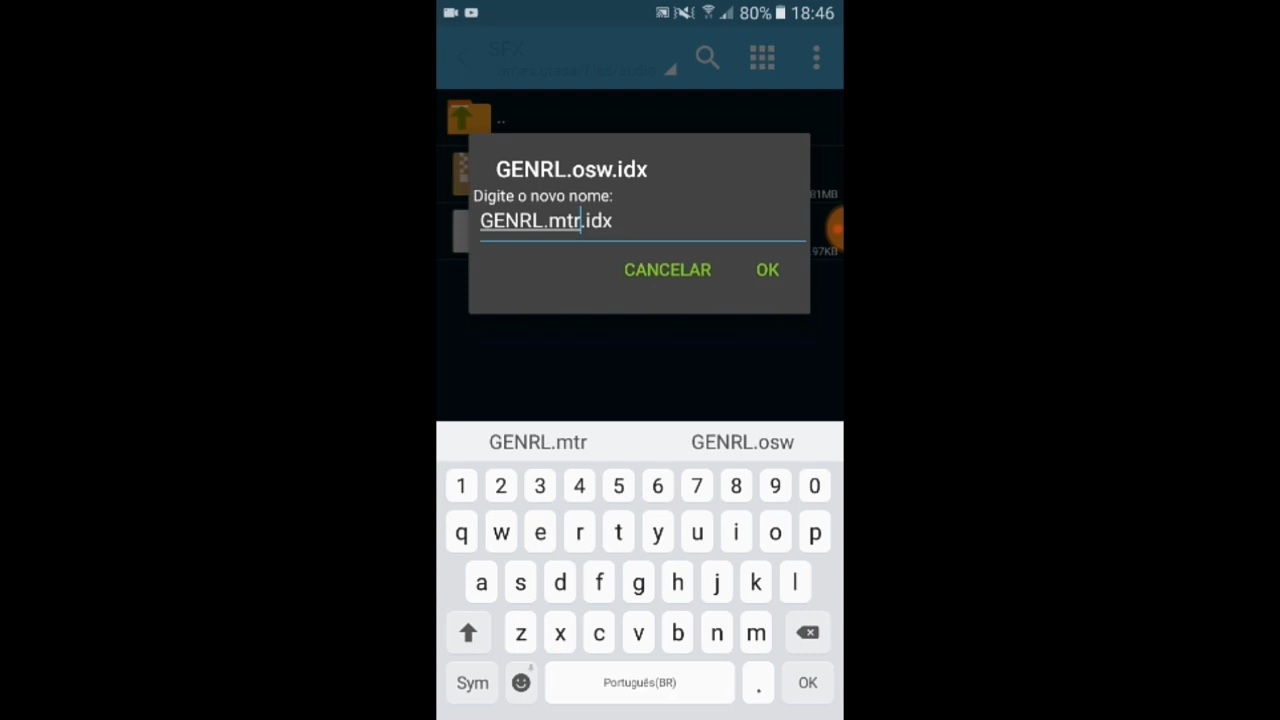 80% 18:46
SFX
..
81MB
GENRL.osw.idx
Digite o novo nome:
GENRL.mtr.idx
97KB
CANCELAR OK
GENRL.mtr GENRL.osw
1 2 3 4 5 6 7 8 9 0
q w e r t y u i o p
a s d f g h j k l
z x c v b n m
Sym Português(BR) . OK